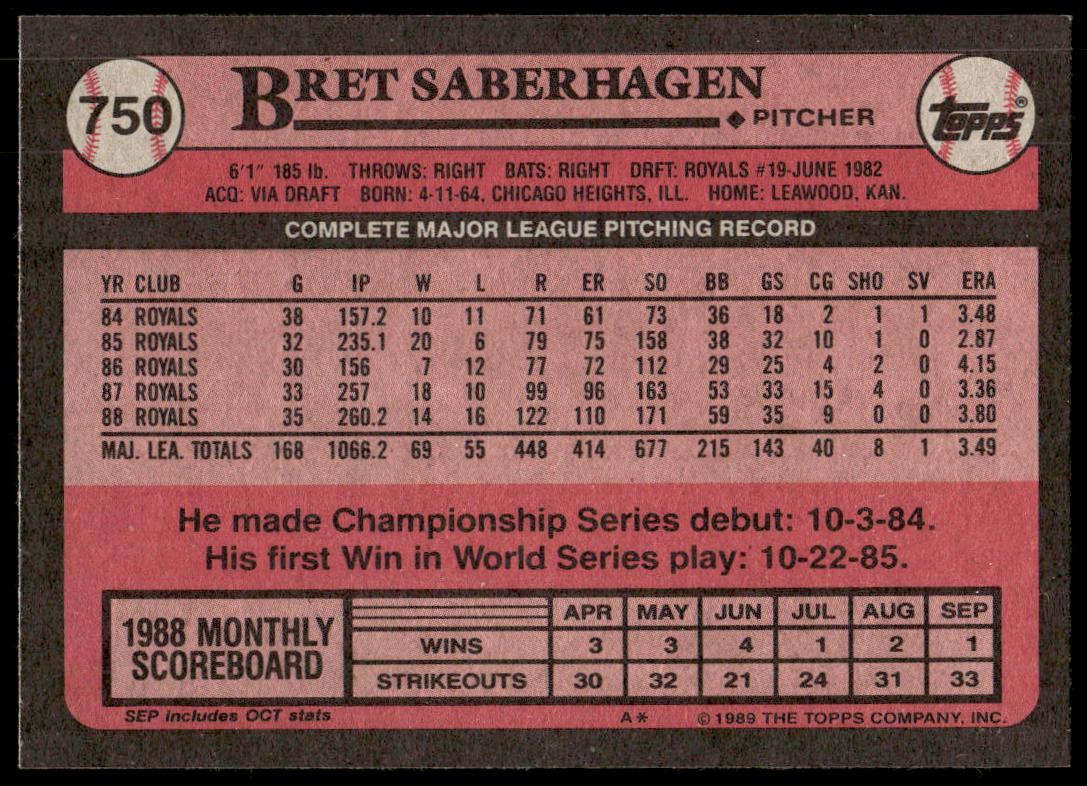 750
BRET SABERHAGEN
◆ PITCHER
Topps®
6'1" 185 lb. THROWS: RIGHT BATS: RIGHT DRFT: ROYALS #19-JUNE 1982
ACQ: VIA DRAFT BORN: 4-11-64, CHICAGO HEIGHTS, ILL. HOME: LEAWOOD, KAN.
COMPLETE MAJOR LEAGUE PITCHING RECORD
YR CLUB G IP W L R ER SO BB GS CG SHO SV ERA
84 ROYALS 38 157.2 10 11 71 61 73 36 18 2 1 1 3.48
85 ROYALS 32 235.1 20 6 79 75 158 38 32 10 1 0 2.87
86 ROYALS 30 156 7 12 77 72 112 29 25 4 2 0 4.15
87 ROYALS 33 257 18 10 99 96 163 53 33 15 4 0 3.36
88 ROYALS 35 260.2 14 16 122 110 171 59 35 9 0 0 3.80
MAJ. LEA. TOTALS 168 1066.2 69 55 448 414 677 215 143 40 8 1 3.49
He made Championship Series debut: 10-3-84.
His first Win in World Series play: 10-22-85.
1988 MONTHLY
SCOREBOARD
APR MAY JUN JUL AUG SEP
WINS 3 3 4 1 2 1
STRIKEOUTS 30 32 21 24 31 33
SEP includes OCT stats
A* © 1989 THE TOPPS COMPANY, INC.